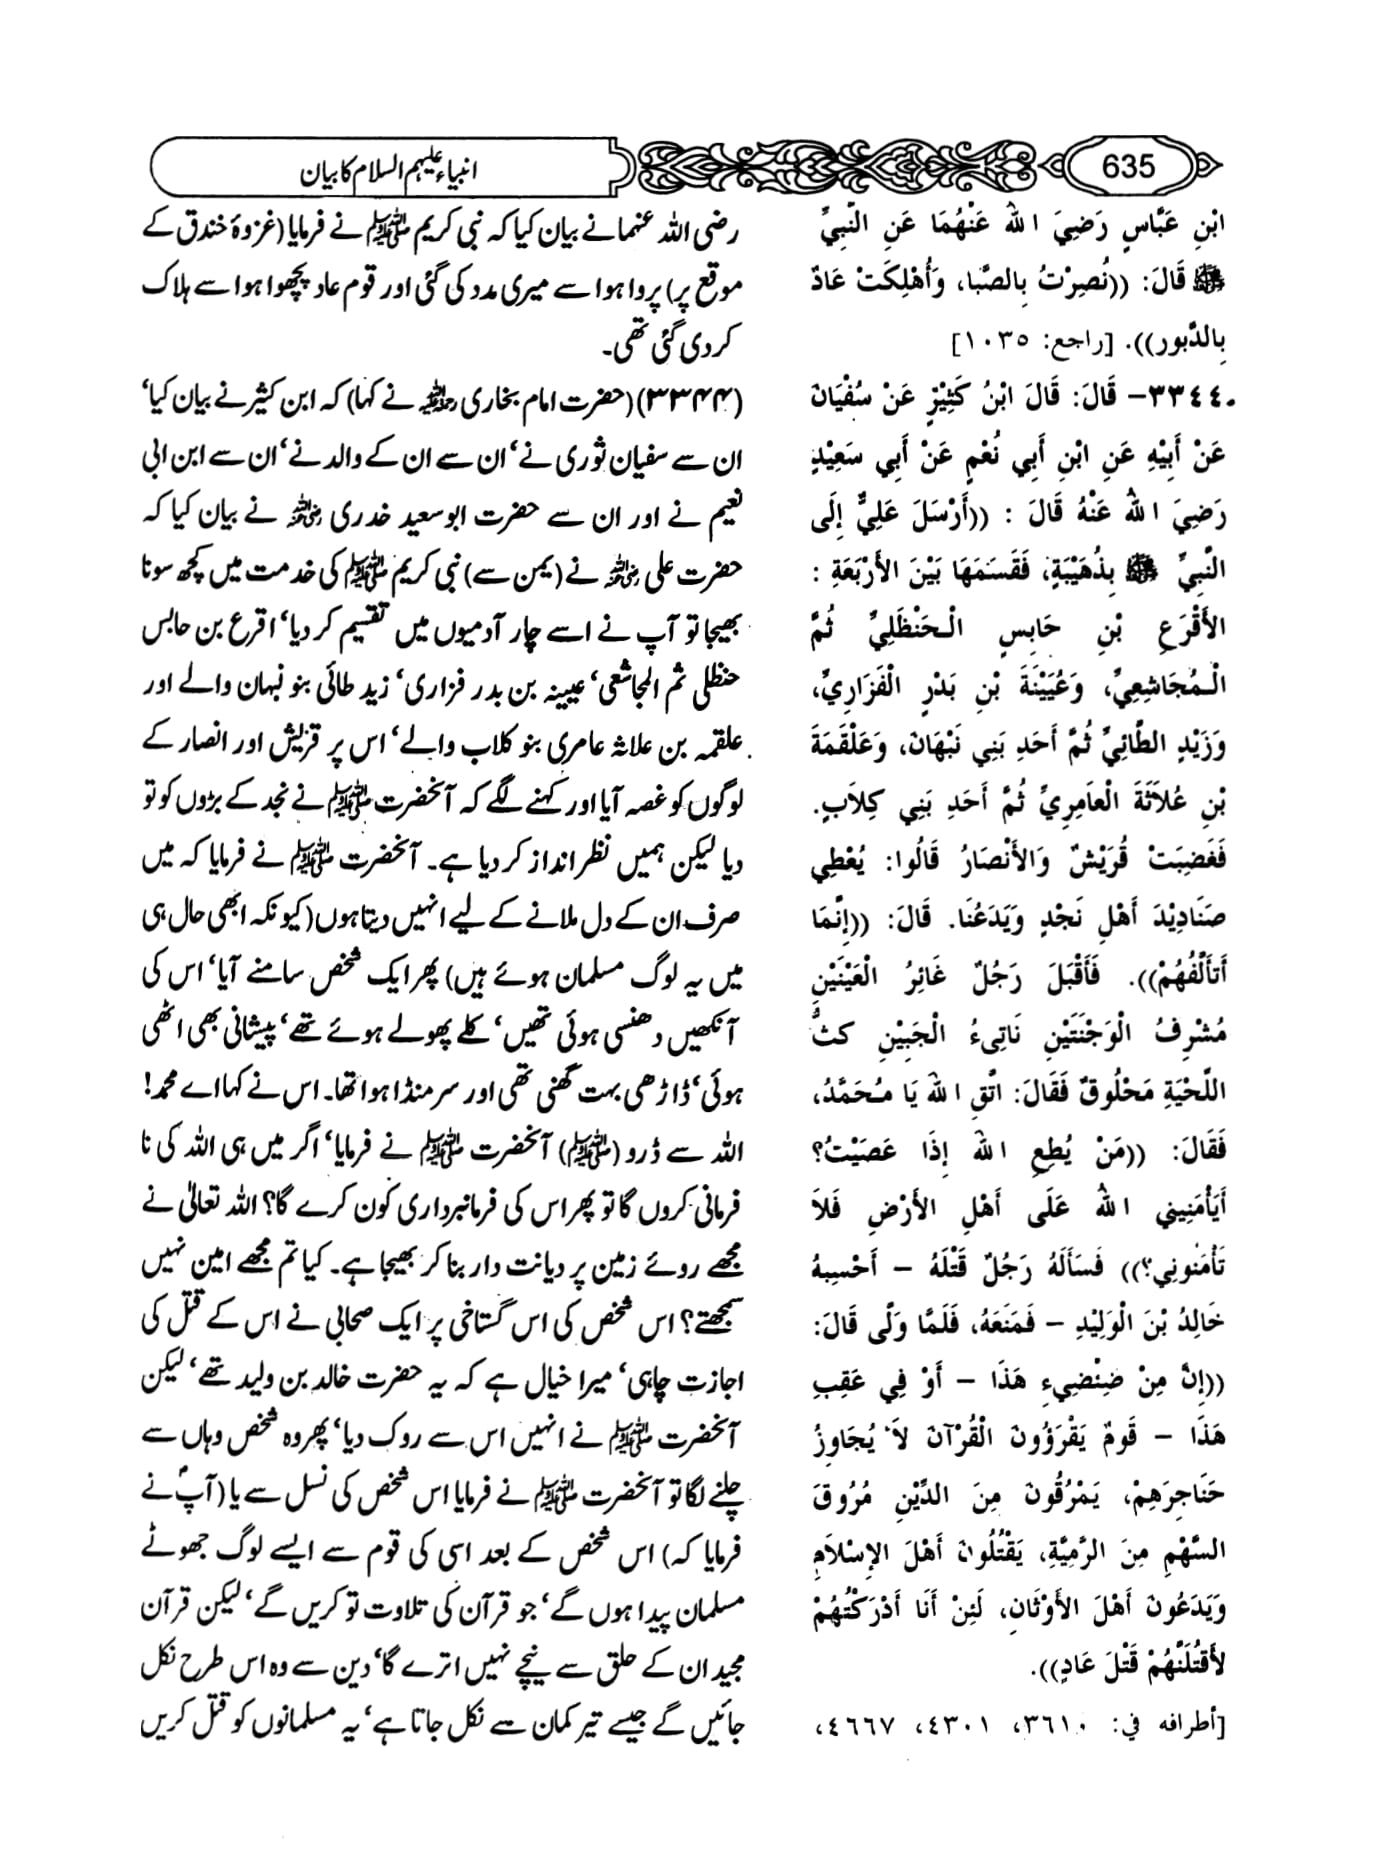 635
انبیاء علیہم السلام کا بیان
ابْنِ عَبَّاسٍ رَضِيَ اللهُ عَنْهُمَا عَنِ النَّبِيِّ
ﷺ قَالَ: ((نُصِرْتُ بِالصَّبَا، وَأُهْلِكَتْ عَادٌ
بِالدَّبور)). [راجع: ١٠٣٥]
٣٣٤٤- قَالَ: قَالَ ابْنُ كَثِيْرٍ عَنْ سُفْيَانَ
عَنْ أَبِيْهِ عَنِ ابْنِ أَبِي نُعْمٍ عَنْ أَبِي سَعِيْدٍ
رَضِيَ اللهُ عَنْهُ قَالَ : ((أَرْسَلَ عَلِيٌّ إِلَى
النَّبِيِّ ﷺ بِذُهَيْبَةٍ، فَقَسَمَهَا بَيْنَ الأَرْبَعَةِ :
الأَقْرَعِ بْنِ حَابِسٍ الْحَنْظَلِيِّ ثُمَّ
الْمُجَاشِعِيِّ، وَعُيَيْنَةَ بْنِ بَدْرٍ الْفَزَارِيِّ،
وَزَيْدٍ الطَّائِيِّ ثُمَّ أَحَدِ بَنِي نَبْهَانَ، وَعَلْقَمَةَ
بْنِ عُلَاثَةَ الْعَامِرِيِّ ثُمَّ أَحَدِ بَنِي كِلَابٍ.
فَغَضِبَتْ قُرَيْشٌ وَالأَنْصَارُ قَالُوا: يُعْطِي
صَنَادِيْدَ أَهْلِ نَجْدٍ وَيَدَعُنَا. قَالَ: ((إِنَّمَا
أَتَأَلَّفُهُمْ)). فَأَقْبَلَ رَجُلٌ غَائِرُ الْعَيْنَيْنِ
مُشْرِفُ الْوَجْنَتَيْنِ نَاتِیءُ الْجَبِيْنِ كَثُّ
اللِّحْيَةِ مَحْلُوقٌ فَقَالَ: اتَّقِ اللهَ يَا مُحَمَّدُ،
فَقَالَ: ((مَنْ يُطِعِ اللهَ إِذَا عَصَيْتُ؟
أَيَأْمَنِينِي اللهُ عَلَى أَهْلِ الأَرْضِ فَلاَ
تَأْمَنُونِي؟)) فَسَأَلَهُ رَجُلٌ قَتْلَهُ – أَحْسِبهُ
خَالِدُ بْنَ الْوَلِيْدِ – فَمَنَعَهُ، فَلَمَّا وَلَّى قَالَ:
((إِنَّ مِنْ ضِئْضِيءِ هَذَا – أَوْ فِي عَقِبِ
هَذَا – قَومٌ يَقْرَؤُونَ الْقُرْآنَ لاَ يُجَاوِزُ
حَنَاجِرَهِمْ، يَمْرُقُونَ مِنَ الدِّيْنِ مُرُوقَ
السَّهْمِ مِنَ الرَّمِيَّةِ، يَقْتُلُونَ أَهْلَ الإِسْلاَمِ
وَيَدَعُونَ أَهْلَ الأَوْثَانِ، لَئِنْ أَنَا أَدْرَكْتُهُمْ
لأَقْتُلَنَّهُمْ قَتْلَ عَادٍ)).
[أطرافه في: ٣٦١٠، ٤٣٠١، ٤٦٦٧،
رضی اللہ عنہما نے بیان کیا کہ نبی کریم ﷺ نے فرمایا (غزوۂ خندق کے
موقع پر) پروا ہوا سے میری مدد کی گئی اور قوم عاد پچھوا ہوا سے ہلاک
کر دی گئی تھی۔
(۳۳۴۴) (حضرت امام بخاری رحمہ اللہ نے کہا) کہ ابن کثیر نے بیان کیا‘
ان سے سفیان ثوری نے‘ ان سے ان کے والد نے‘ ان سے ابن ابی
نعیم نے اور ان سے حضرت ابو سعید خدری رضی اللہ عنہ نے بیان کیا کہ
حضرت علی رضی اللہ عنہ نے (یمن سے) نبی کریم ﷺ کی خدمت میں کچھ سونا
بھیجا تو آپ نے اسے چار آدمیوں میں تقسیم کر دیا‘ اقرع بن حابس
حنظلی ثم المجاشعی‘ عیینہ بن بدر فزاری‘ زید طائی بنو نبہان والے اور
علقمہ بن علاثہ عامری بنو کلاب والے‘ اس پر قریش اور انصار کے
لوگوں کو غصہ آیا اور کہنے لگے کہ آنحضرت ﷺ نے نجد کے بڑوں کو تو
دیا لیکن ہمیں نظر انداز کر دیا ہے۔ آنحضرت ﷺ نے فرمایا کہ میں
صرف ان کے دل ملانے کے لیے انہیں دیتا ہوں (کیونکہ ابھی حال ہی
میں یہ لوگ مسلمان ہوئے ہیں) پھر ایک شخص سامنے آیا‘ اس کی
آنکھیں دھنسی ہوئی تھیں‘ کلے پھولے ہوئے تھے‘ پیشانی بھی اٹھی
ہوئی‘ ڈاڑھی بہت گھنی تھی اور سر منڈا ہوا تھا۔ اس نے کہا اے محمد!
اللہ سے ڈرو (ﷺ) آنحضرت ﷺ نے فرمایا‘ اگر میں ہی اللہ کی نا
فرمانی کروں گا تو پھر اس کی فرمانبرداری کون کرے گا؟ اللہ تعالیٰ نے
مجھے روئے زمین پر دیانت دار بنا کر بھیجا ہے۔ کیا تم مجھے امین نہیں
سمجھتے؟ اس شخص کی اس گستاخی پر ایک صحابی نے اس کے قتل کی
اجازت چاہی‘ میرا خیال ہے کہ یہ حضرت خالد بن ولید تھے‘ لیکن
آنحضرت ﷺ نے انہیں اس سے روک دیا‘ پھر وہ شخص وہاں سے
چلنے لگا تو آنحضرت ﷺ نے فرمایا اس شخص کی نسل سے یا (آپؐ نے
فرمایا کہ) اس شخص کے بعد اسی کی قوم سے ایسے لوگ جھوٹے
مسلمان پیدا ہوں گے‘ جو قرآن کی تلاوت تو کریں گے‘ لیکن قرآن
مجید ان کے حلق سے نیچے نہیں اترے گا‘ دین سے وہ اس طرح نکل
جائیں گے جیسے تیر کمان سے نکل جاتا ہے‘ یہ مسلمانوں کو قتل کریں